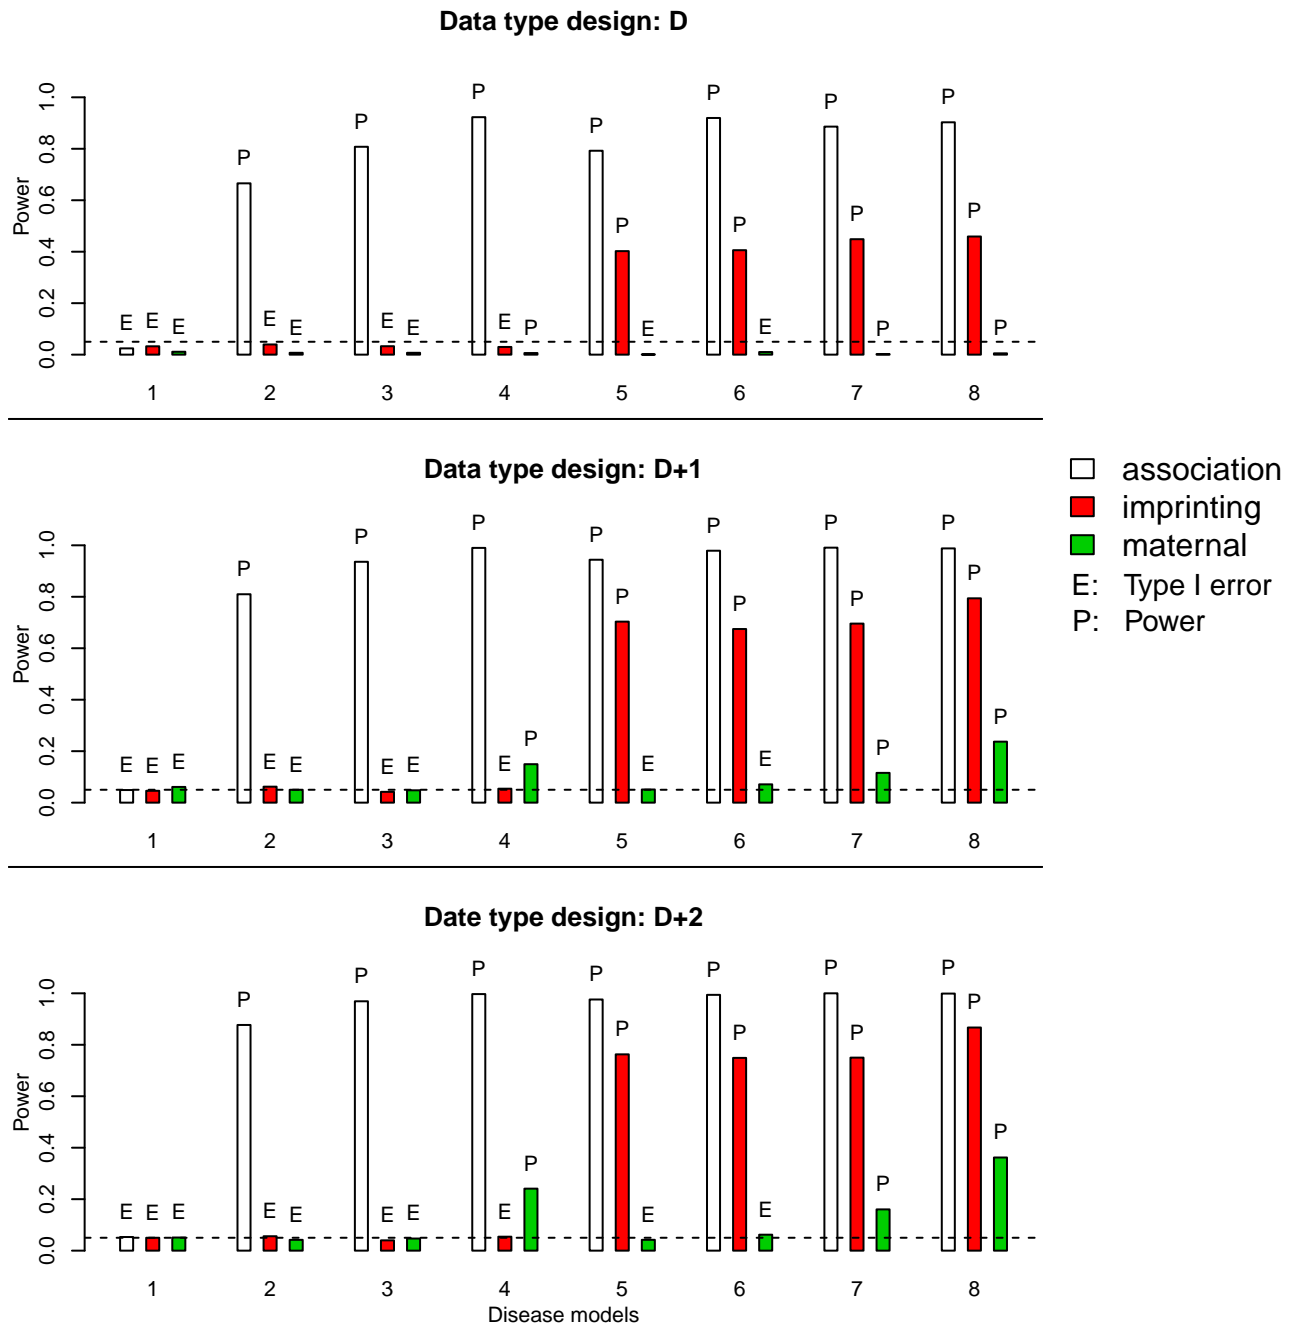 Data type design: D
Power
0.0 0.2 0.4 0.6 0.8 1.0
E E E P E E P E E P E P P P E P P E P P P P P P
1 2 3 4 5 6 7 8
Data type design: D+1
Power
0.0 0.2 0.4 0.6 0.8 1.0
E E E P E E P E E P E P P P E P P E P P P P P P
1 2 3 4 5 6 7 8
association
imprinting
maternal
E: Type I error
P: Power
Date type design: D+2
Power
0.0 0.2 0.4 0.6 0.8 1.0
E E E P E E P E E P E P P P E P P E P P P P P P
1 2 3 4 5 6 7 8
Disease models